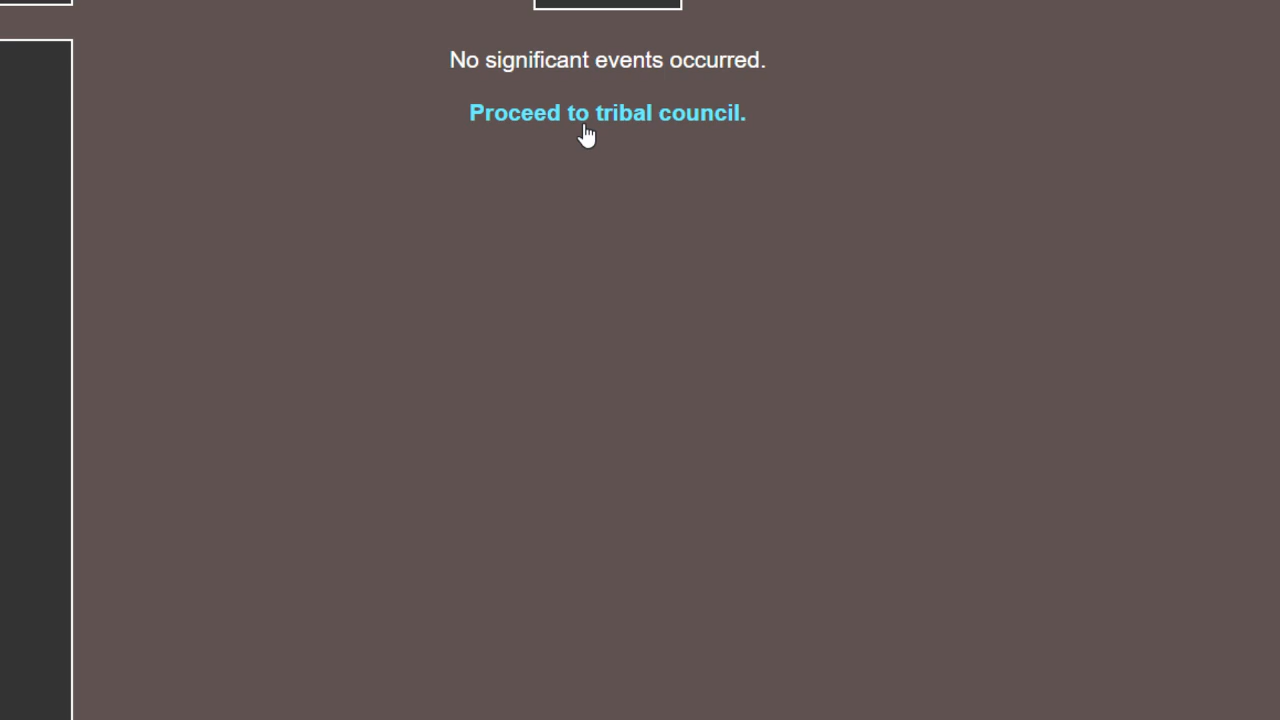 No significant events occurred.
Proceed to tribal council.